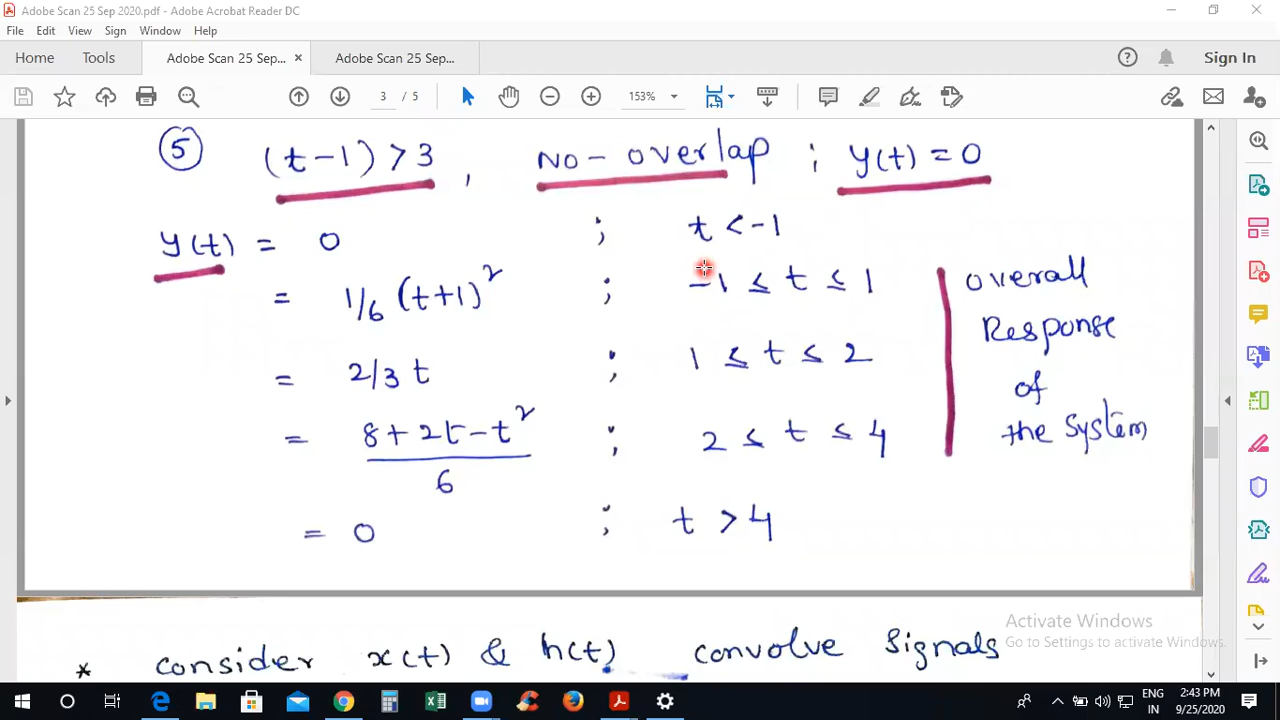 Adobe Scan 25 Sep 2020.pdf - Adobe Acrobat Reader DC
File Edit View Sign Window Help
Home Tools Adobe Scan 25 Sep... × Adobe Scan 25 Sep... Sign In
3 / 5 153%
⑤ (t-1) > 3 , NO-overlap ; y(t) = 0
y(t) = 0 ; t < -1
= 1/6 (t+1)² ; -1 ≤ t ≤ 1
= 2/3 t ; 1 ≤ t ≤ 2
= (8+2t-t²)/6 ; 2 ≤ t ≤ 4
= 0 ; t > 4
overall
Response
of
the System
Activate Windows
Go to Settings to activate Windows.
* consider x(t) & h(t) convolve Signals
ENG 2:43 PM
IN 9/25/2020